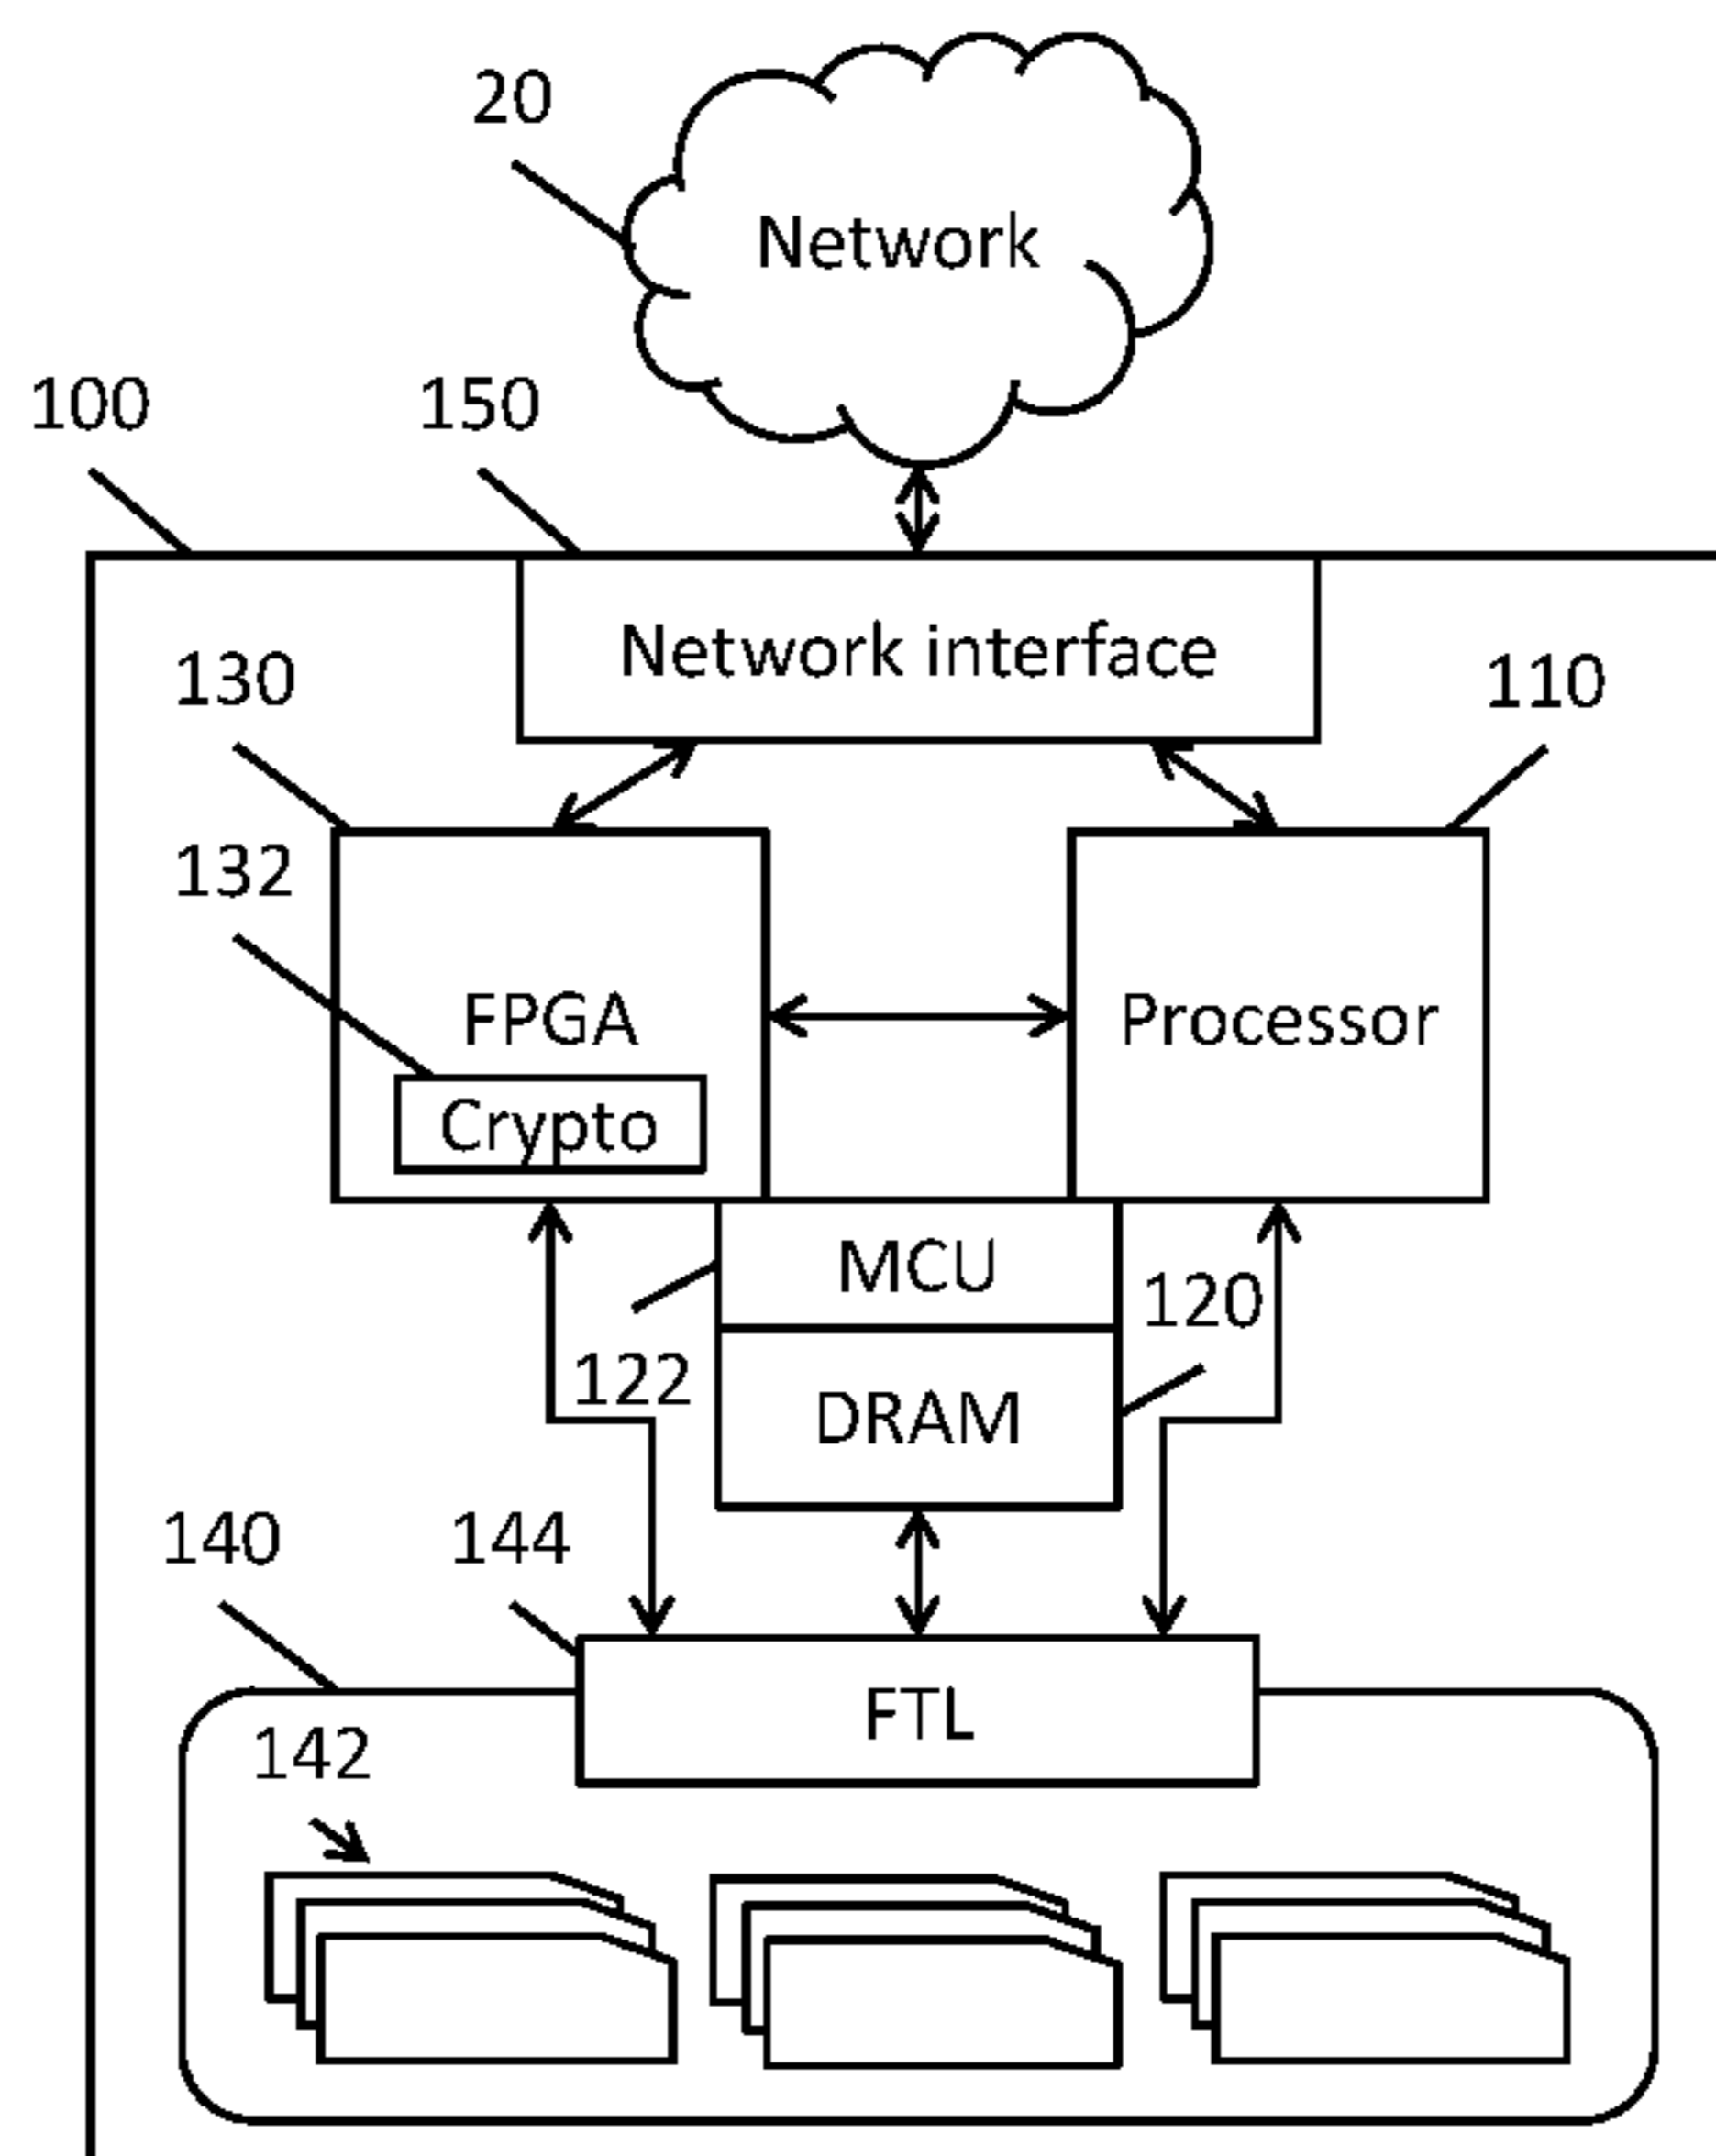 20
Network
100
150
Network interface
130
110
132
FPGA
Processor
Crypto
MCU
120
122
DRAM
140
144
FTL
142